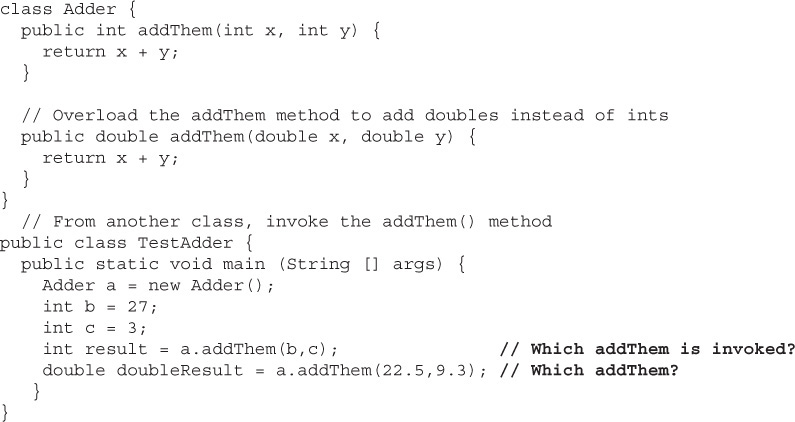 class Adder {
  public int addThem(int x, int y) {
    return x + y;
  }

  // Overload the addThem method to add doubles instead of ints
  public double addThem(double x, double y) {
    return x + y;
  }
}
  // From another class, invoke the addThem() method
public class TestAdder {
  public static void main (String [] args) {
    Adder a = new Adder();
    int b = 27;
    int c = 3;
    int result = a.addThem(b,c);               // Which addThem is invoked?
    double doubleResult = a.addThem(22.5,9.3); // Which addThem?
   }
}